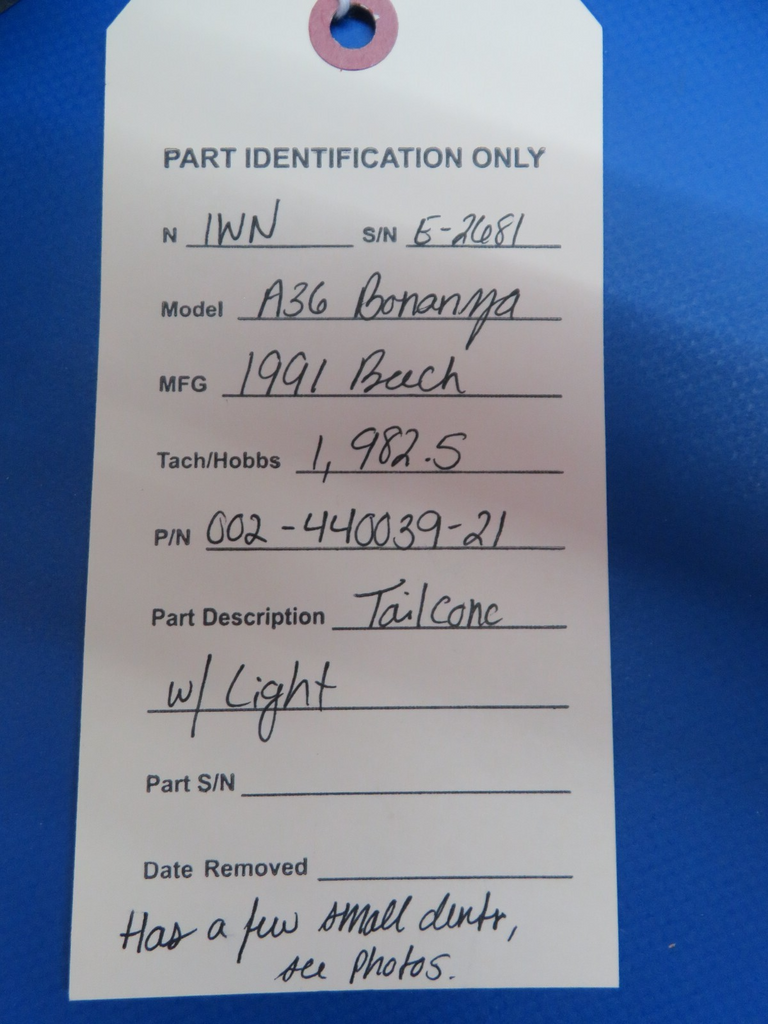 PART IDENTIFICATION ONLY
N 1WN S/N E-2681
Model A36 Bonanza
MFG 1991 Beech
Tach/Hobbs 1,982.5
P/N 002-440039-21
Part Description Tailcone
w/ Light
Part S/N
Date Removed
Has a few small dents,
see photos.